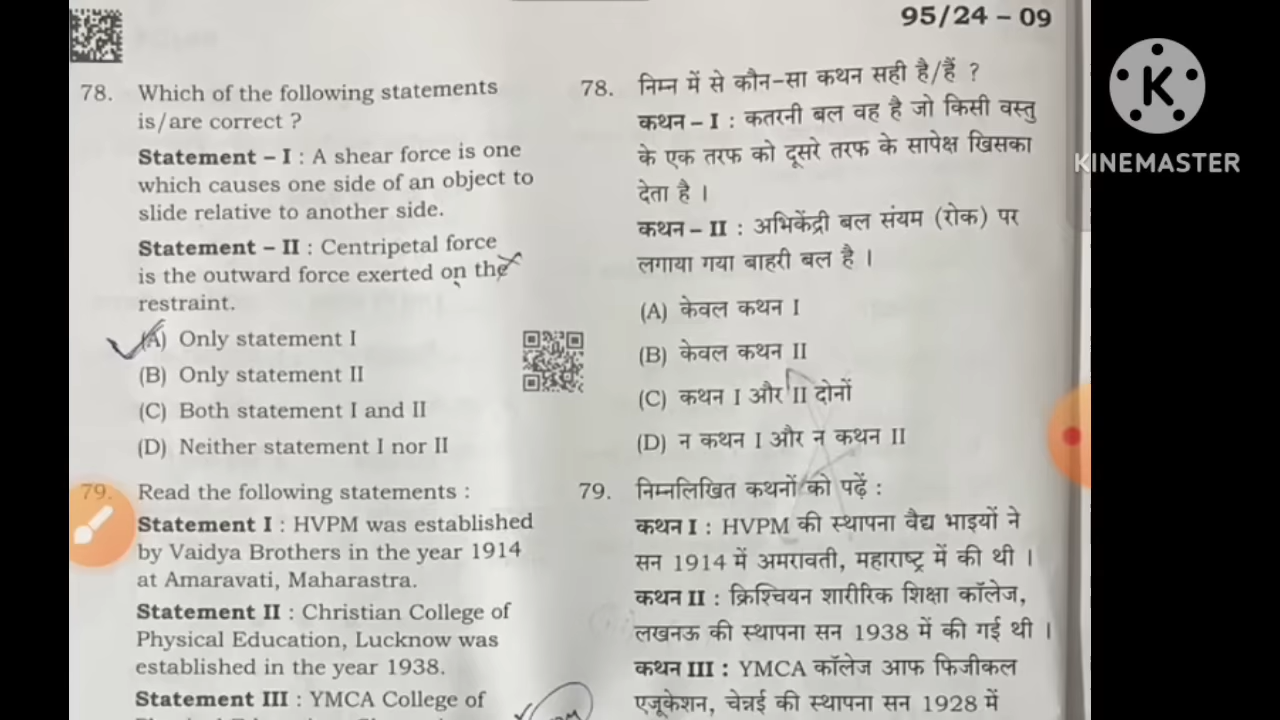 95/24 – 09
78. Which of the following statements
is/are correct ?
Statement – I : A shear force is one
which causes one side of an object to
slide relative to another side.
Statement – II : Centripetal force
is the outward force exerted on the
restraint.
(A) Only statement I
(B) Only statement II
(C) Both statement I and II
(D) Neither statement I nor II
79. Read the following statements :
Statement I : HVPM was established
by Vaidya Brothers in the year 1914
at Amaravati, Maharastra.
Statement II : Christian College of
Physical Education, Lucknow was
established in the year 1938.
Statement III : YMCA College of
78. निम्न में से कौन-सा कथन सही है/हैं ?
कथन – I : कतरनी बल वह है जो किसी वस्तु
के एक तरफ को दूसरे तरफ के सापेक्ष खिसका
देता है ।
कथन – II : अभिकेंद्री बल संयम (रोक) पर
लगाया गया बाहरी बल है ।
(A) केवल कथन I
(B) केवल कथन II
(C) कथन I और II दोनों
(D) न कथन I और न कथन II
79. निम्नलिखित कथनों को पढ़ें :
कथन I : HVPM की स्थापना वैद्य भाइयों ने
सन 1914 में अमरावती, महाराष्ट्र में की थी ।
कथन II : क्रिश्चियन शारीरिक शिक्षा कॉलेज,
लखनऊ की स्थापना सन 1938 में की गई थी ।
कथन III : YMCA कॉलेज आफ फिजीकल
एजूकेशन, चेन्नई की स्थापना सन 1928 में
K
KINEMASTER